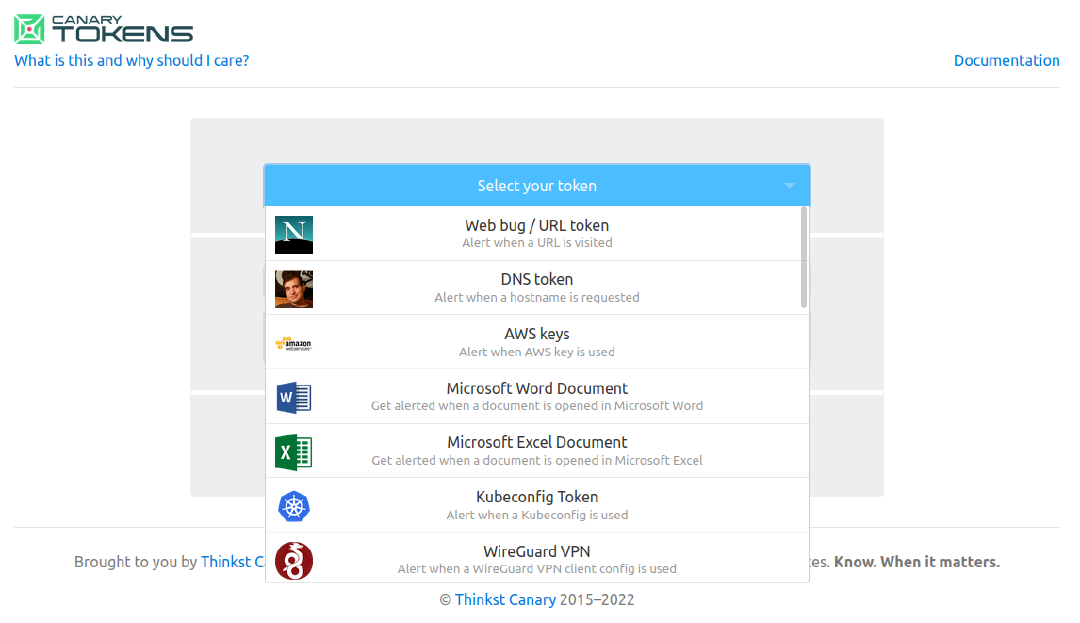 CANARY
TOKENS
What is this and why should I care?
Documentation
Select your token
N
Web bug / URL token
Alert when a URL is visited
DNS token
Alert when a hostname is requested
amazon
webservices™
AWS keys
Alert when AWS key is used
W
Microsoft Word Document
Get alerted when a document is opened in Microsoft Word
X
Microsoft Excel Document
Get alerted when a document is opened in Microsoft Excel
Kubeconfig Token
Alert when a Kubeconfig is used
WireGuard VPN
Alert when a WireGuard VPN client config is used
Brought to you by Thinkst Know. When it matters.
© Thinkst Canary 2015–2022